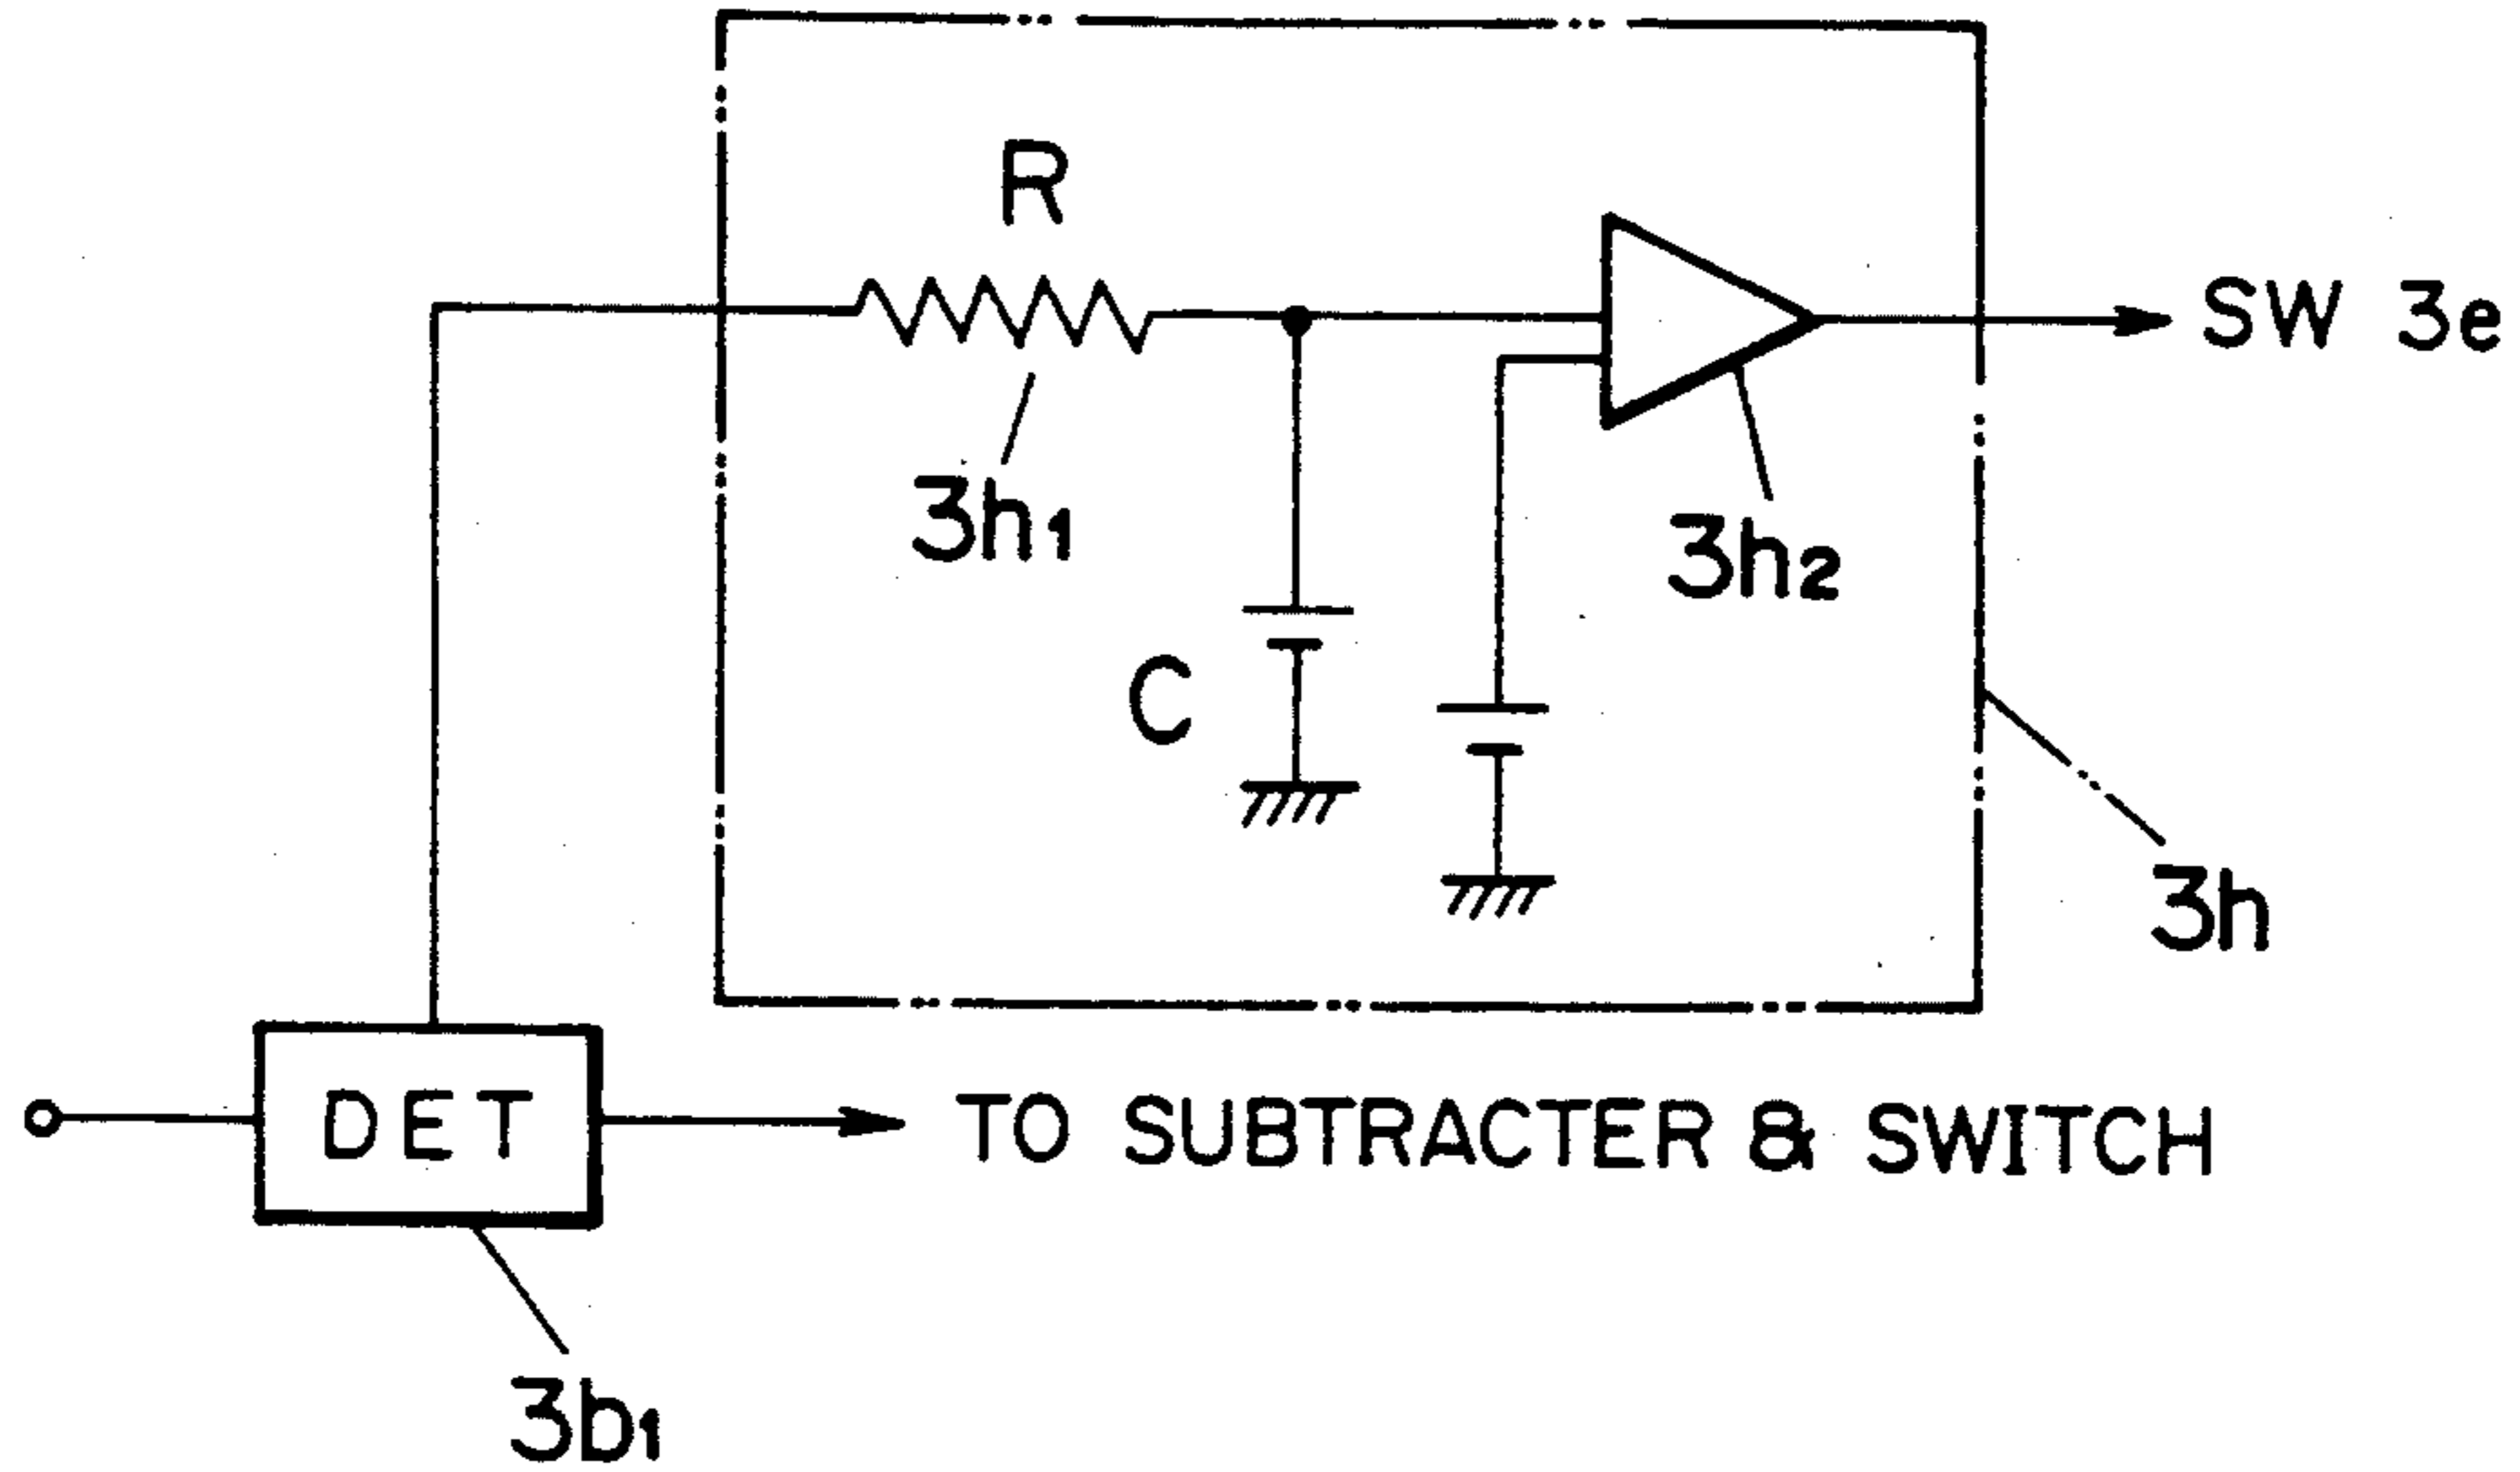 R
SW 3e
3h1
3h2
C
3h
DET
TO SUBTRACTER & SWITCH
3b1